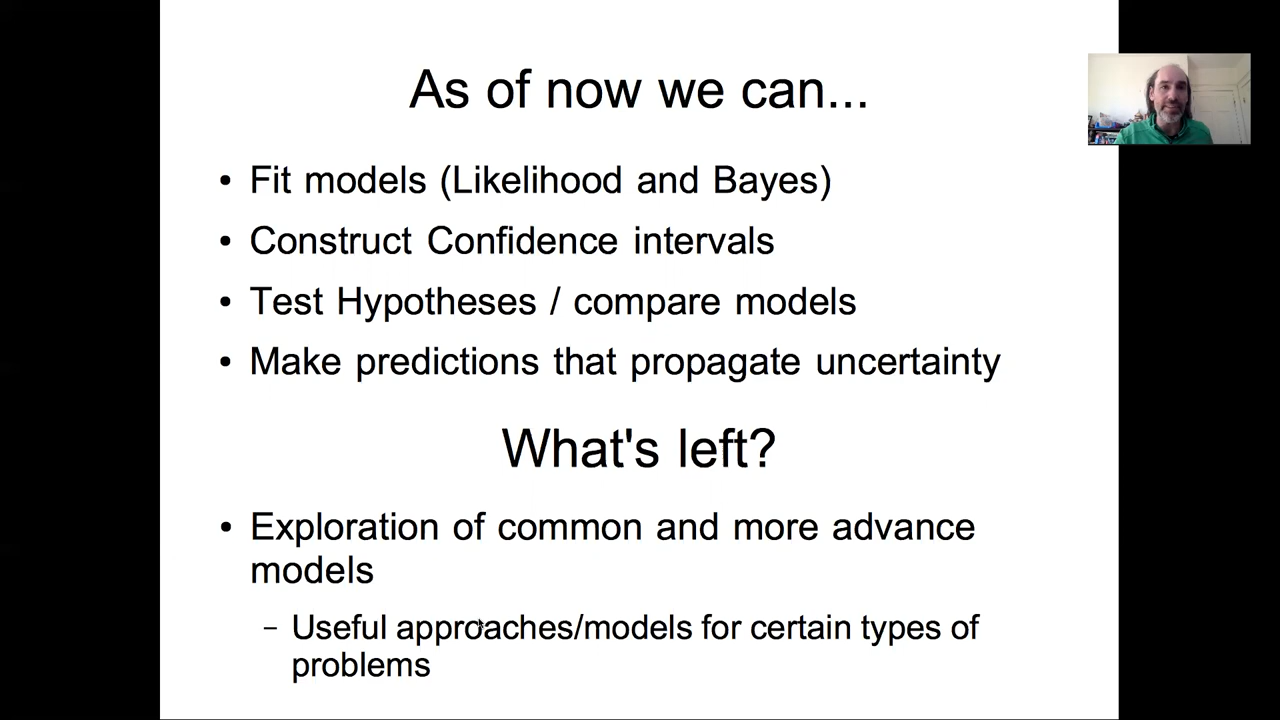 As of now we can...
• Fit models (Likelihood and Bayes)
• Construct Confidence intervals
• Test Hypotheses / compare models
• Make predictions that propagate uncertainty
What's left?
• Exploration of common and more advance
models
– Useful approaches/models for certain types of
problems